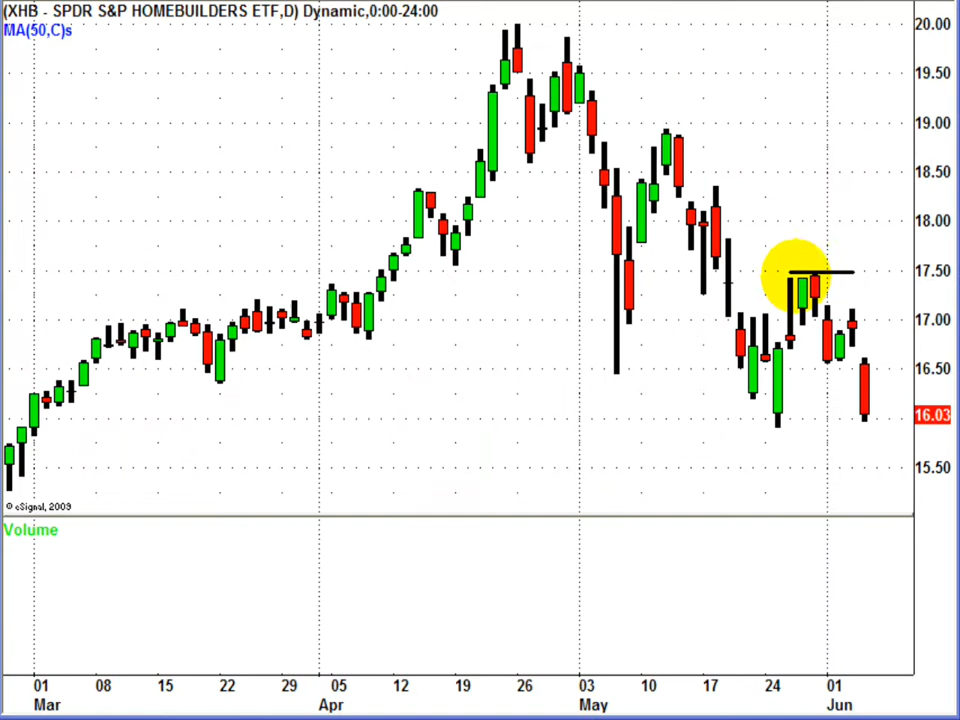 (XHB - SPDR S&P HOMEBUILDERS ETF,D) Dynamic,0:00-24:00
MA(50,C)s
20.00
19.50
19.00
18.50
18.00
17.50
17.00
16.50
16.03
15.50
© eSignal, 2009
Volume
01 08 15 22 29 05 12 19 26 03 10 17 24 01
Mar Apr May Jun